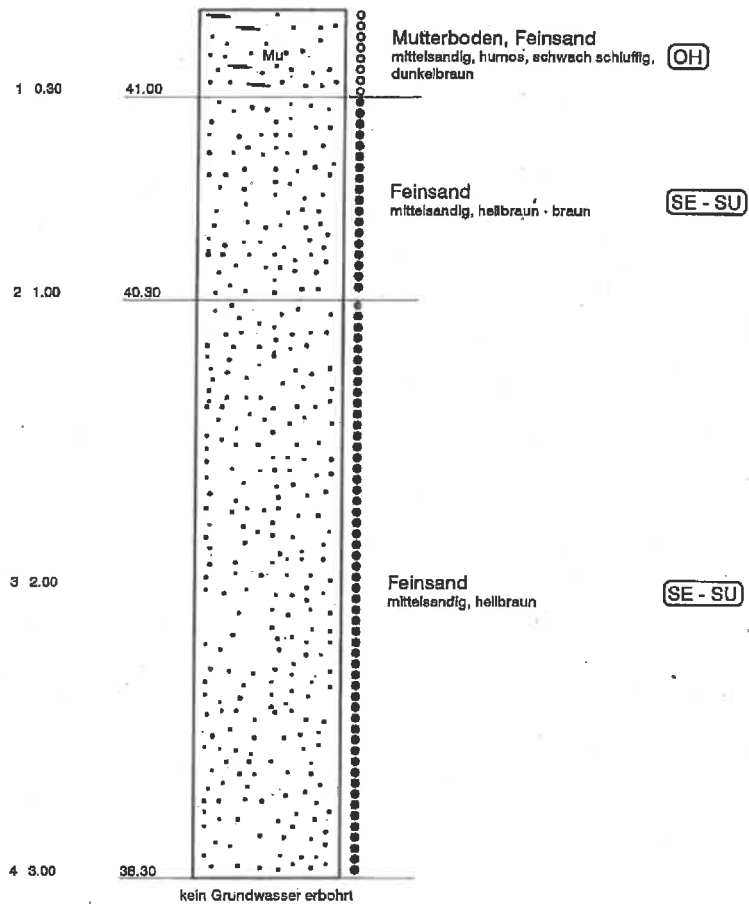 Mutterboden, Feinsand
mittelsandig, humos, schwach schluffig,
dunkelbraun
OH
Mu
1 0.30 41.00
Feinsand
mittelsandig, hellbraun - braun
SE - SU
2 1.00 40.30
3 2.00
Feinsand
mittelsandig, hellbraun
SE - SU
4 3.00 38.30
kein Grundwasser erbohrt